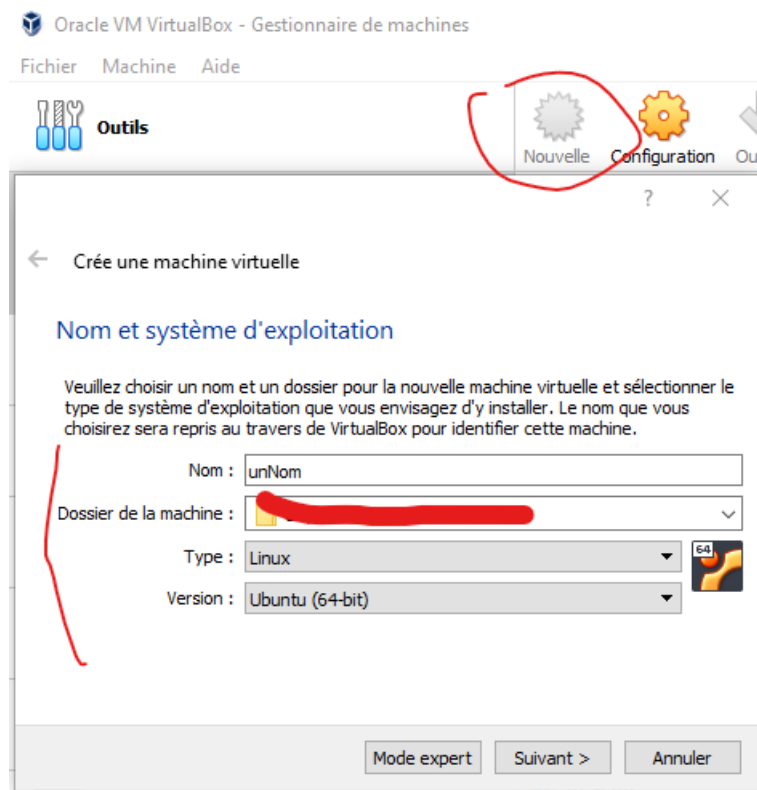 Oracle VM VirtualBox - Gestionnaire de machines
Fichier Machine Aide
Outils
Nouvelle Configuration
? ×
← Crée une machine virtuelle
Nom et système d'exploitation
Veuillez choisir un nom et un dossier pour la nouvelle machine virtuelle et sélectionner le
type de système d'exploitation que vous envisagez d'y installer. Le nom que vous
choisirez sera repris au travers de VirtualBox pour identifier cette machine.
Nom : unNom
Dossier de la machine :
Type : Linux
64
Version : Ubuntu (64-bit)
Mode expert Suivant > Annuler